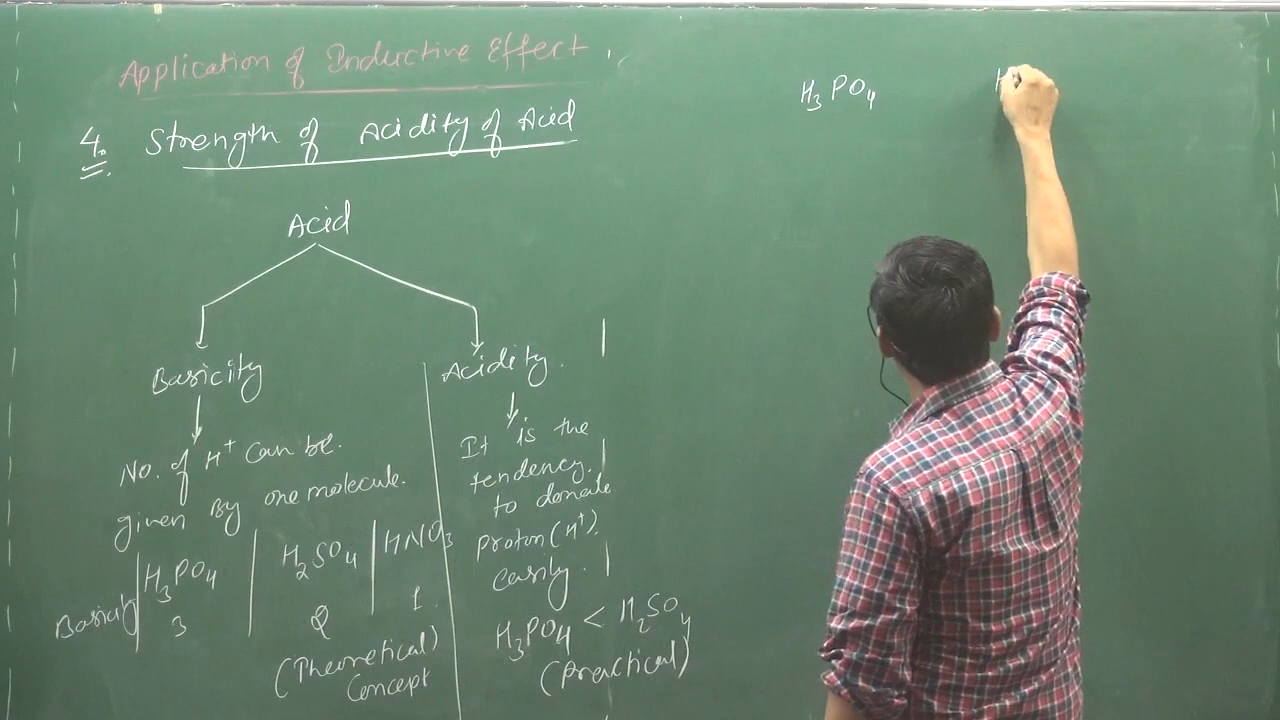 Application of Inductive Effect
4. Strength of Acidity of Acid
Acid
Basicity
No. of H⁺ can be.
given By one molecule.
Basicity H₃PO₄ | H₂SO₄ | HNO₃
3 2 1.
(Theoretical)
Concept
Acidity.
It is the
tendency.
to donate
Proton (H⁺).
easily.
H₃PO₄ < H₂SO₄
(Practical)
H₃PO₄
H